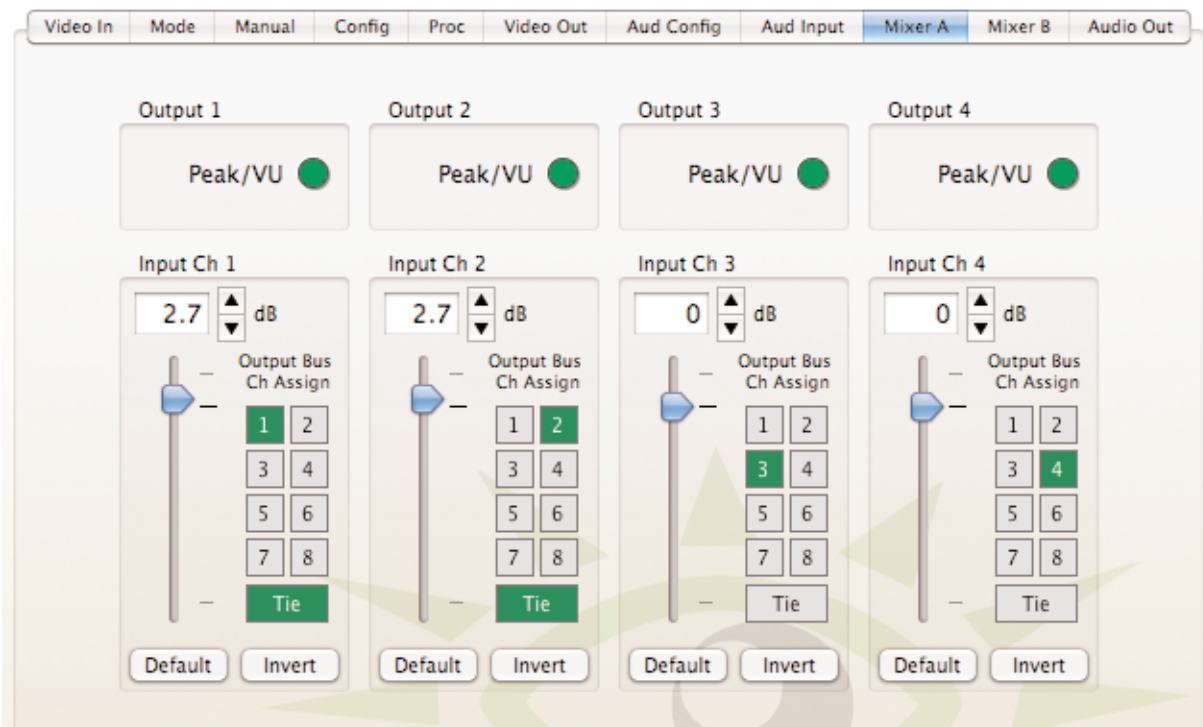 Video In Mode Manual Config Proc Video Out Aud Config Aud Input Mixer A Mixer B Audio Out
Output 1 Output 2 Output 3 Output 4
Peak/VU Peak/VU Peak/VU Peak/VU
Input Ch 1 Input Ch 2 Input Ch 3 Input Ch 4
2.7 dB 2.7 dB 0 dB 0 dB
Output Bus Output Bus Output Bus Output Bus
Ch Assign Ch Assign Ch Assign Ch Assign
1 2 1 2 1 2 1 2
3 4 3 4 3 4 3 4
5 6 5 6 5 6 5 6
7 8 7 8 7 8 7 8
Tie Tie Tie Tie
Default Invert Default Invert Default Invert Default Invert